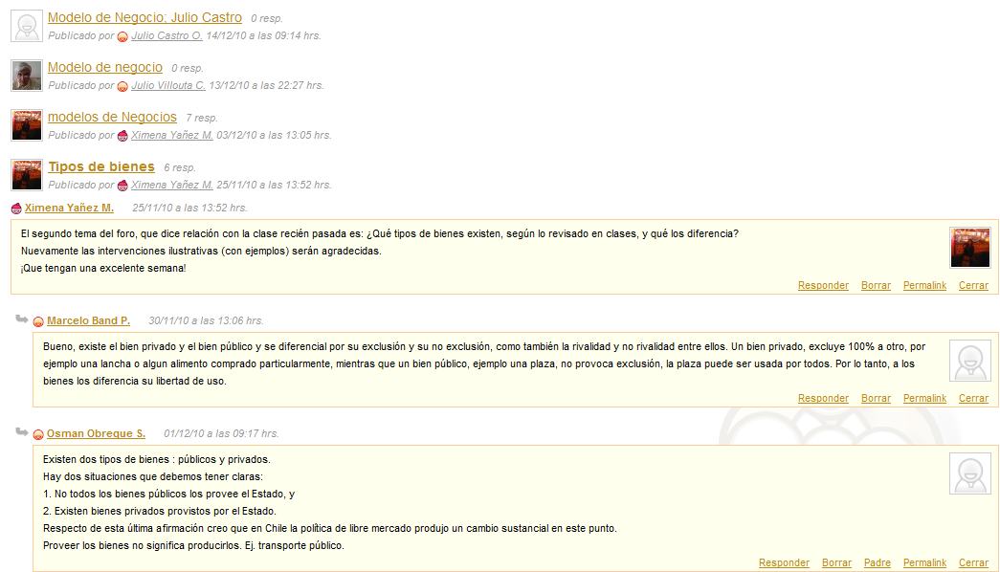 Modelo de Negocio: Julio Castro 0 resp.
Publicado por Julio Castro O. 14/12/10 a las 09:14 hrs.
Modelo de negocio 0 resp.
Publicado por Julio Villouta C. 13/12/10 a las 22:27 hrs.
modelos de Negocios 7 resp.
Publicado por Ximena Yañez M. 03/12/10 a las 13:05 hrs.
Tipos de bienes 6 resp.
Publicado por Ximena Yañez M. 25/11/10 a las 13:52 hrs.
Ximena Yañez M. 25/11/10 a las 13:52 hrs.
El segundo tema del foro, que dice relación con la clase recién pasada es: ¿Qué tipos de bienes existen, según lo revisado en clases, y qué los diferencia?
Nuevamente las intervenciones ilustrativas (con ejemplos) serán agradecidas.
¡Que tengan una excelente semana!
Responder Borrar Permalink Cerrar
Marcelo Band P. 30/11/10 a las 13:06 hrs.
Bueno, existe el bien privado y el bien público y se diferencial por su exclusión y su no exclusión, como también la rivalidad y no rivalidad entre ellos. Un bien privado, excluye 100% a otro, por
ejemplo una lancha o algun alimento comprado particularmente, mientras que un bien público, ejemplo una plaza, no provoca exclusión, la plaza puede ser usada por todos. Por lo tanto, a los
bienes los diferencia su libertad de uso.
Responder Borrar Permalink Cerrar
Osman Obreque S. 01/12/10 a las 09:17 hrs.
Existen dos tipos de bienes : públicos y privados.
Hay dos situaciones que debemos tener claras:
1. No todos los bienes públicos los provee el Estado, y
2. Existen bienes privados provistos por el Estado.
Respecto de esta última afirmación creo que en Chile la política de libre mercado produjo un cambio sustancial en este punto.
Proveer los bienes no significa producirlos. Ej. transporte público.
Responder Borrar Padre Permalink Cerrar